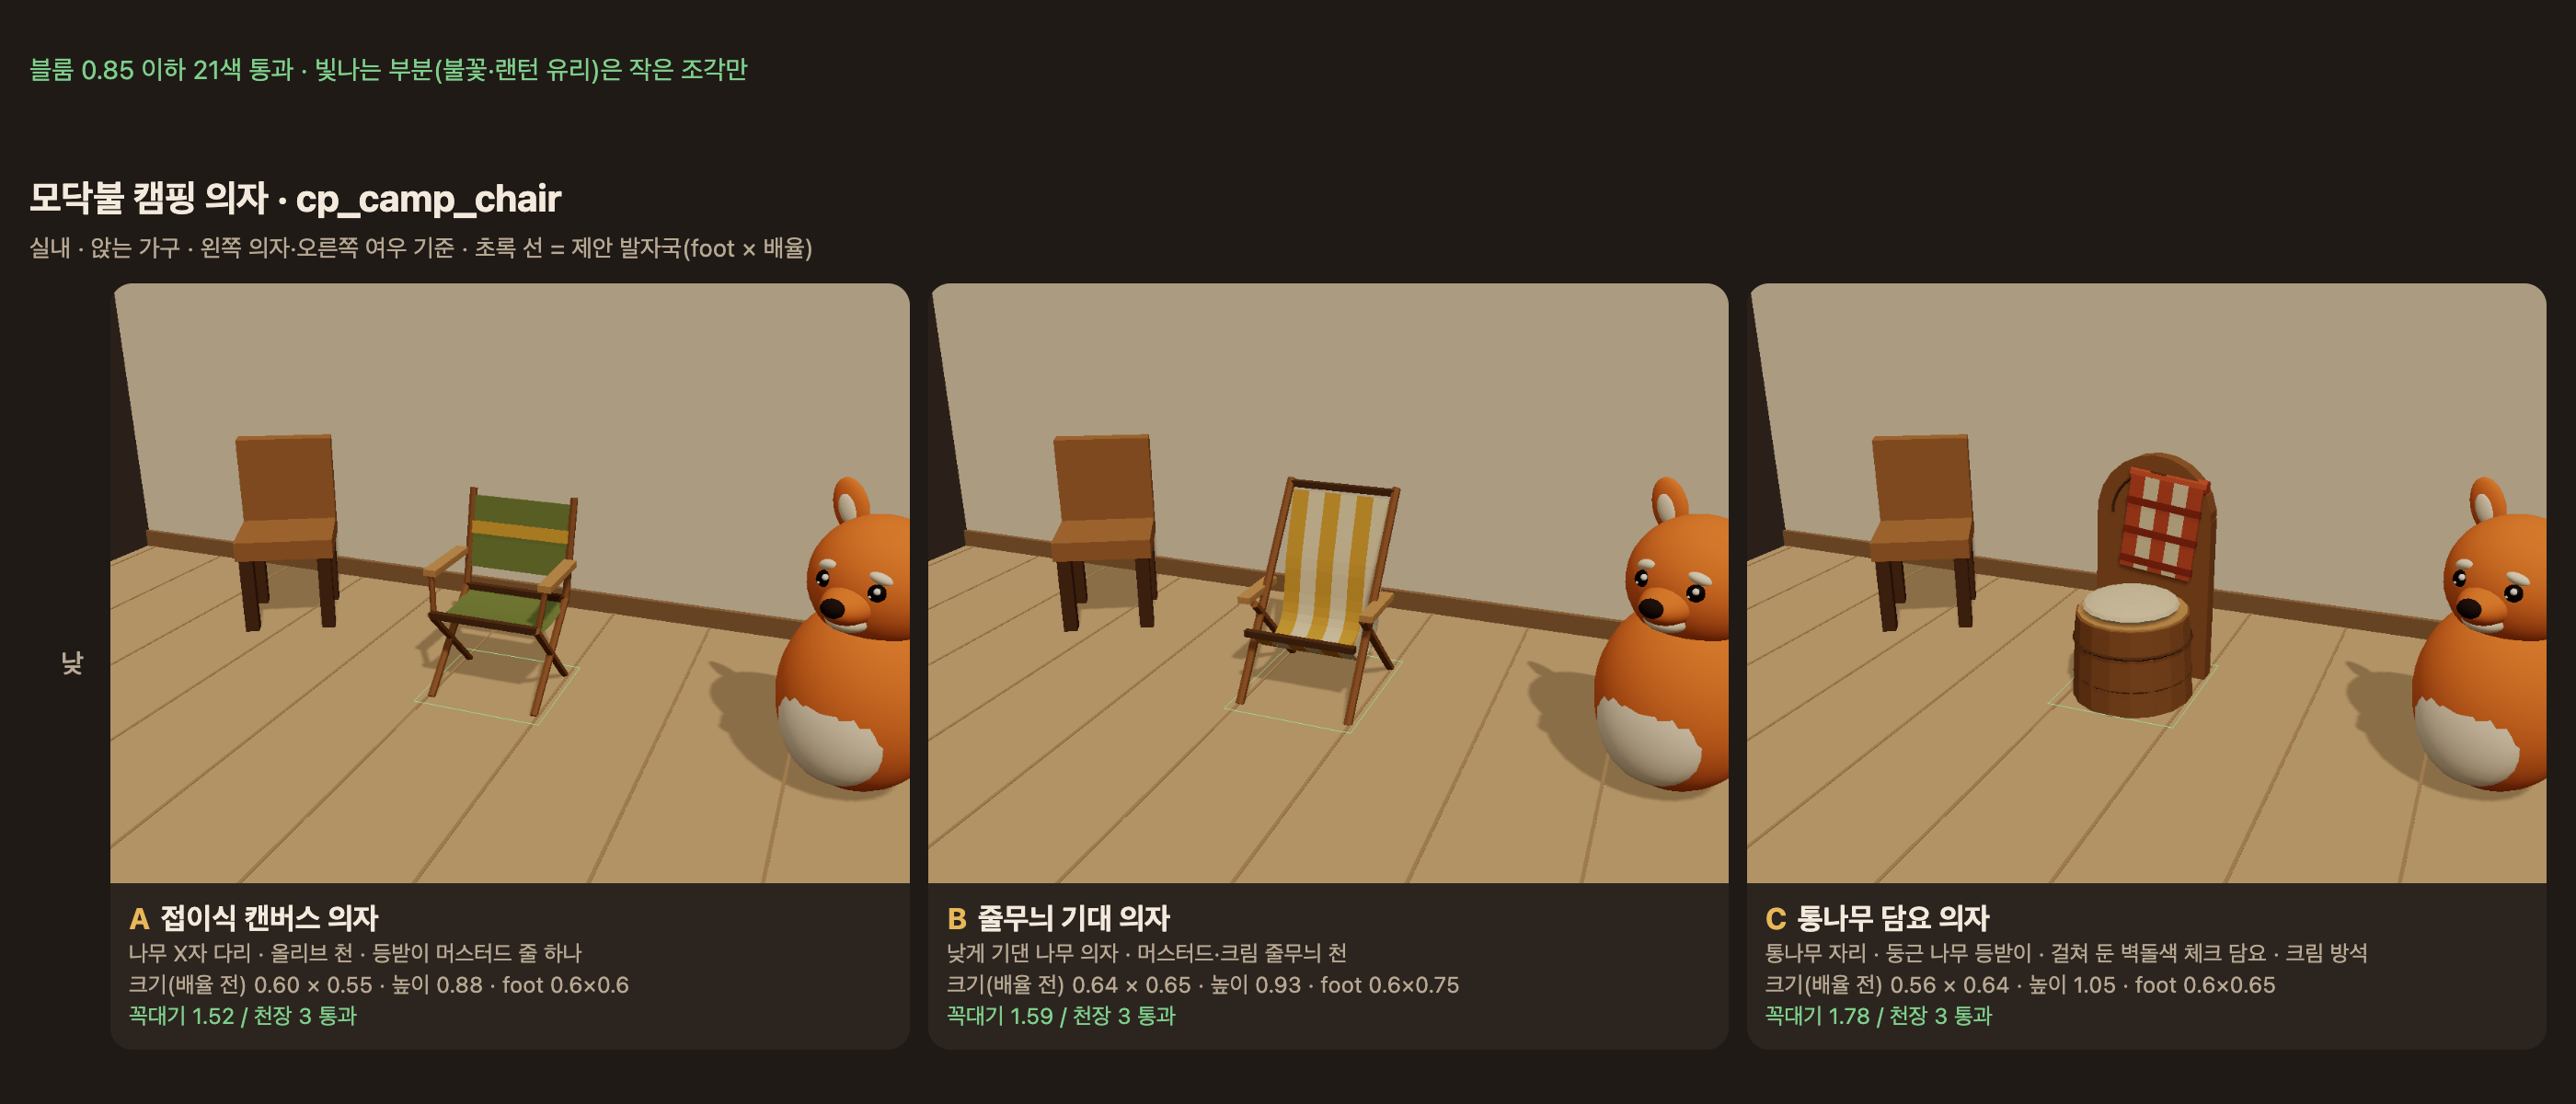 블룸 0.85 이하 21색 통과 · 빛나는 부분(불꽃·랜턴 유리)은 작은 조각만
모닥불 캠핑 의자 · cp_camp_chair
실내 · 앉는 가구 · 왼쪽 의자·오른쪽 여우 기준 · 초록 선 = 제안 발자국(foot × 배율)
낮
A 접이식 캔버스 의자
나무 X자 다리 · 올리브 천 · 등받이 머스터드 줄 하나
크기(배율 전) 0.60 × 0.55 · 높이 0.88 · foot 0.6×0.6
꼭대기 1.52 / 천장 3 통과
B 줄무늬 기대 의자
낮게 기댄 나무 의자 · 머스터드·크림 줄무늬 천
크기(배율 전) 0.64 × 0.65 · 높이 0.93 · foot 0.6×0.75
꼭대기 1.59 / 천장 3 통과
C 통나무 담요 의자
통나무 자리 · 둥근 나무 등받이 · 걸쳐 둔 벽돌색 체크 담요 · 크림 방석
크기(배율 전) 0.56 × 0.64 · 높이 1.05 · foot 0.6×0.65
꼭대기 1.78 / 천장 3 통과